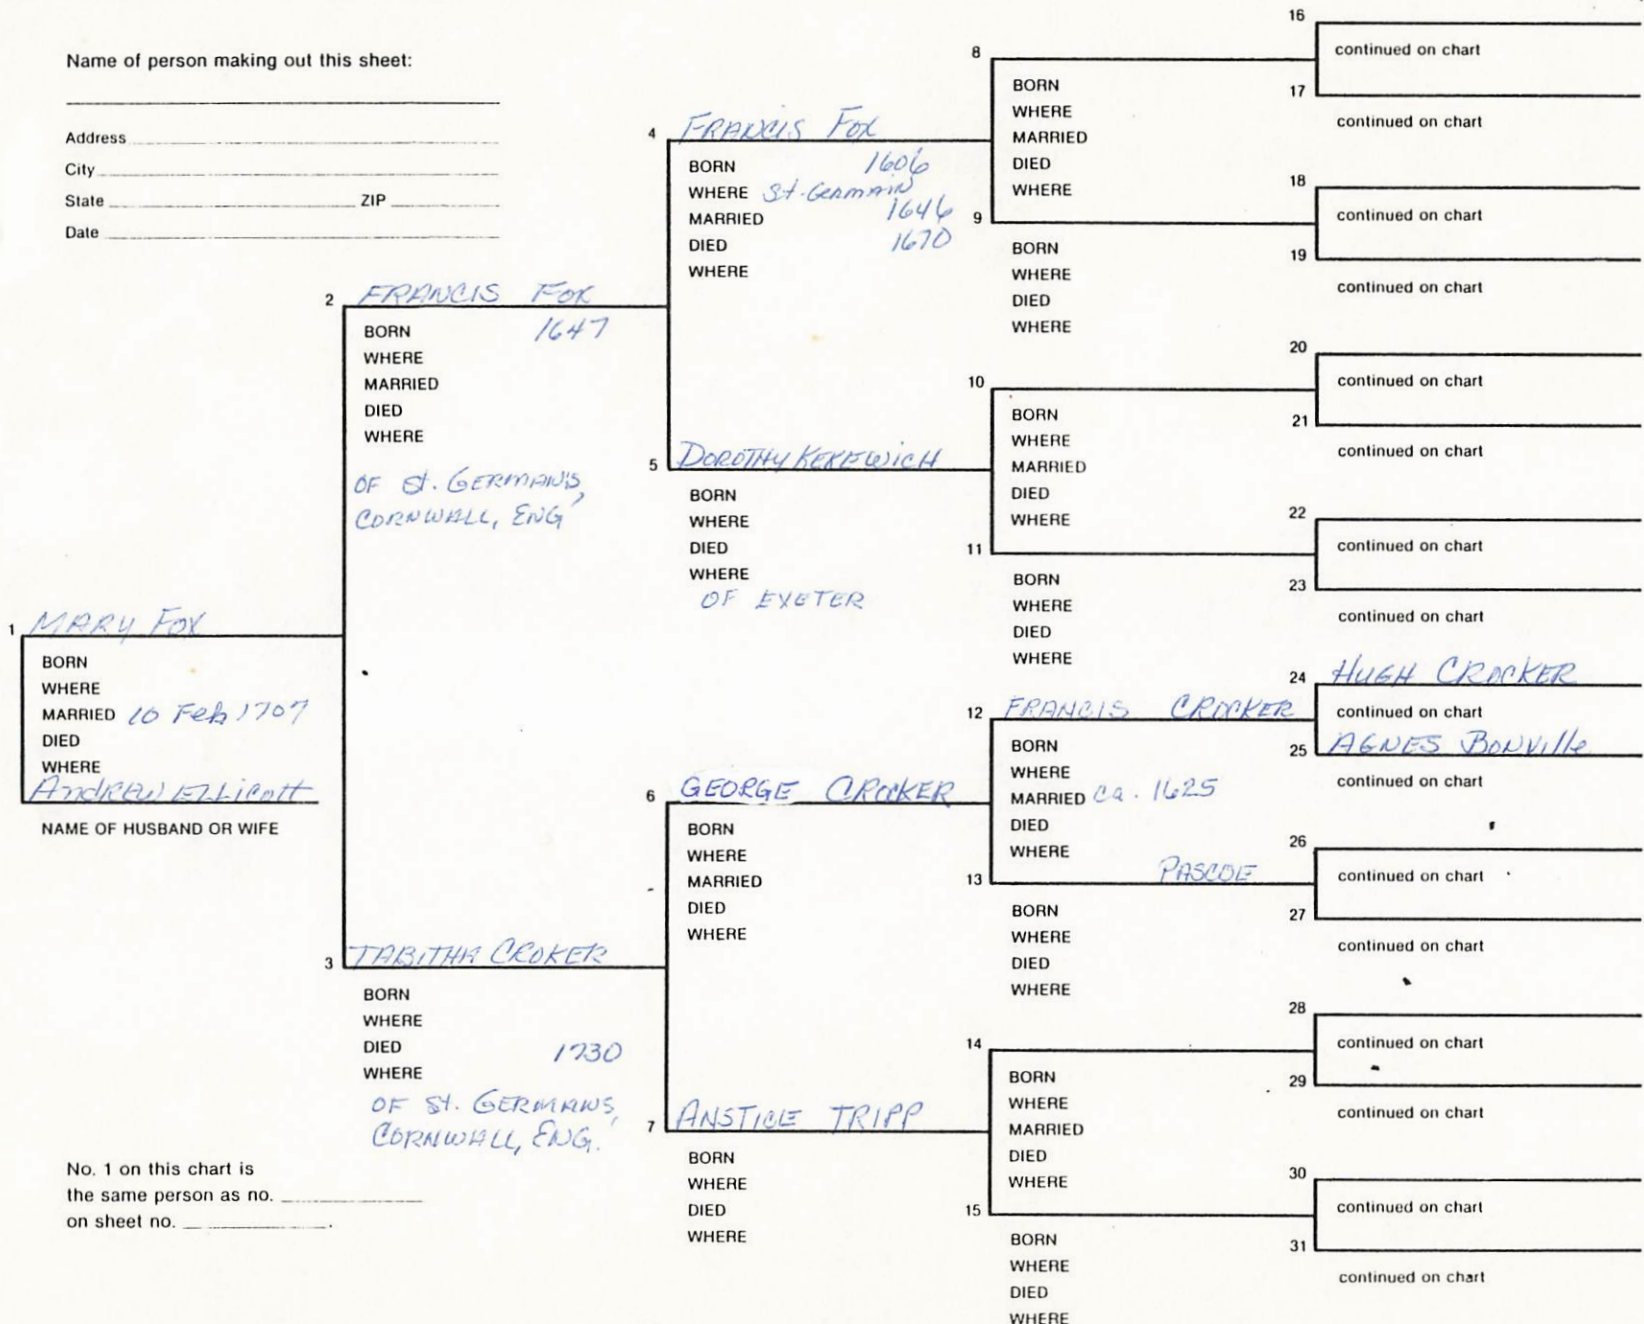 Name of person making out this sheet:
Address
City
State ZIP
Date
1 MARY FOX
BORN
WHERE
MARRIED 10 Feb 1707
DIED
WHERE
Andrew Ellicott
NAME OF HUSBAND OR WIFE
No. 1 on this chart is
the same person as no.
on sheet no. .
2 FRANCIS FOX
BORN 1647
WHERE
MARRIED
DIED
WHERE
OF St. GERMAN'S,
CORNWALL, ENG
3 TABITHA CROKER
BORN
WHERE
DIED 1730
WHERE
OF St. GERMANS,
CORNWALL, ENG.
4 FRANCIS FOX
BORN 1606
WHERE St. Germain
MARRIED 1646
DIED 1670
WHERE
5 DOROTHY KEKEWICH
BORN
WHERE
DIED
WHERE
OF EXETER
6 GEORGE CROCKER
BORN
WHERE
MARRIED
DIED
WHERE
7 ANSTICE TRIPP
BORN
WHERE
DIED
WHERE
8
BORN
WHERE
MARRIED
DIED
WHERE
9
BORN
WHERE
DIED
WHERE
10
BORN
WHERE
MARRIED
DIED
WHERE
11
BORN
WHERE
DIED
WHERE
12 FRANCIS CROCKER
BORN
WHERE
MARRIED ca. 1625
DIED
WHERE
13 PASCOE
BORN
WHERE
DIED
WHERE
14
BORN
WHERE
MARRIED
DIED
WHERE
15
BORN
WHERE
DIED
WHERE
16
continued on chart
17
continued on chart
18
continued on chart
19
continued on chart
20
continued on chart
21
continued on chart
22
continued on chart
23
continued on chart
24 HUGH CROCKER
continued on chart
25 AGNES BONVILLE
continued on chart
26
continued on chart
27
continued on chart
28
continued on chart
29
continued on chart
30
continued on chart
31
continued on chart